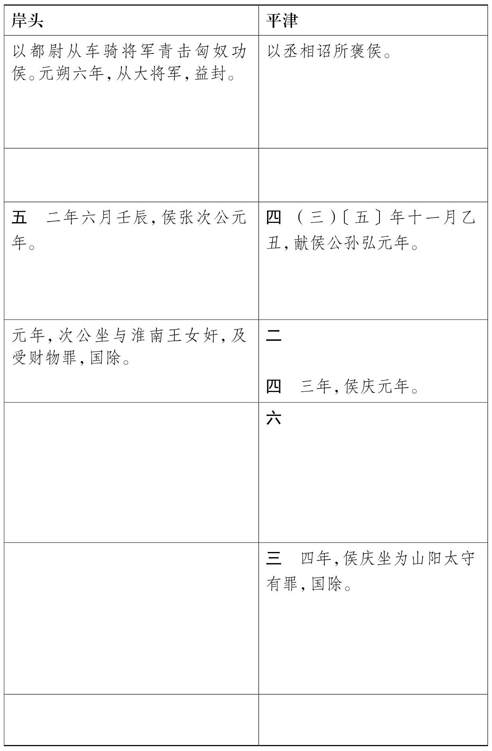 岸头
平津
以都尉从车骑将军青击匈奴功
侯。元朔六年,从大将军,益封。
以丞相诏所褒侯。
五　二年六月壬辰,侯张次公元
年。
四　(三)〔五〕年十一月乙
丑,献侯公孙弘元年。
元年,次公坐与淮南王女奸,及
受财物罪,国除。
二
四　三年,侯庆元年。
六
三　四年,侯庆坐为山阳太守
有罪,国除。